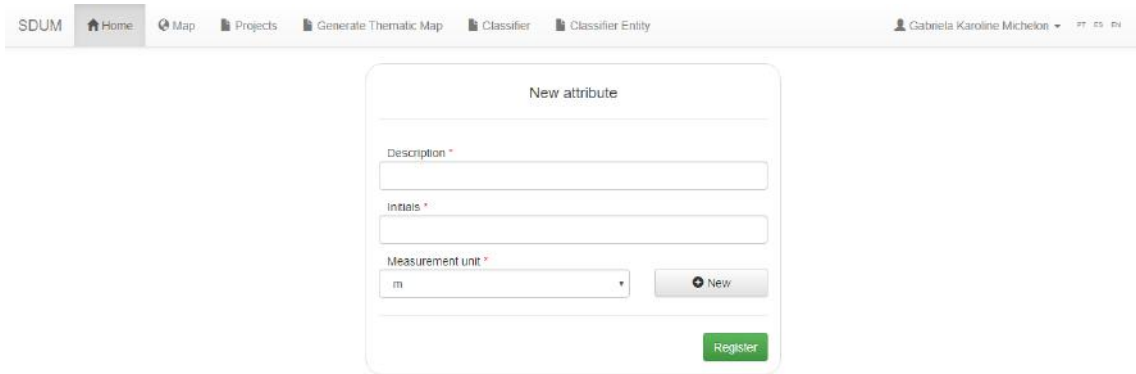 SDUM Home Map Projects Generate Thematic Map Classifier Classifier Entity Gabriela Karoline Michelon PT ES EN
New attribute
Description *
Initials *
Measurement unit *
m New
Register